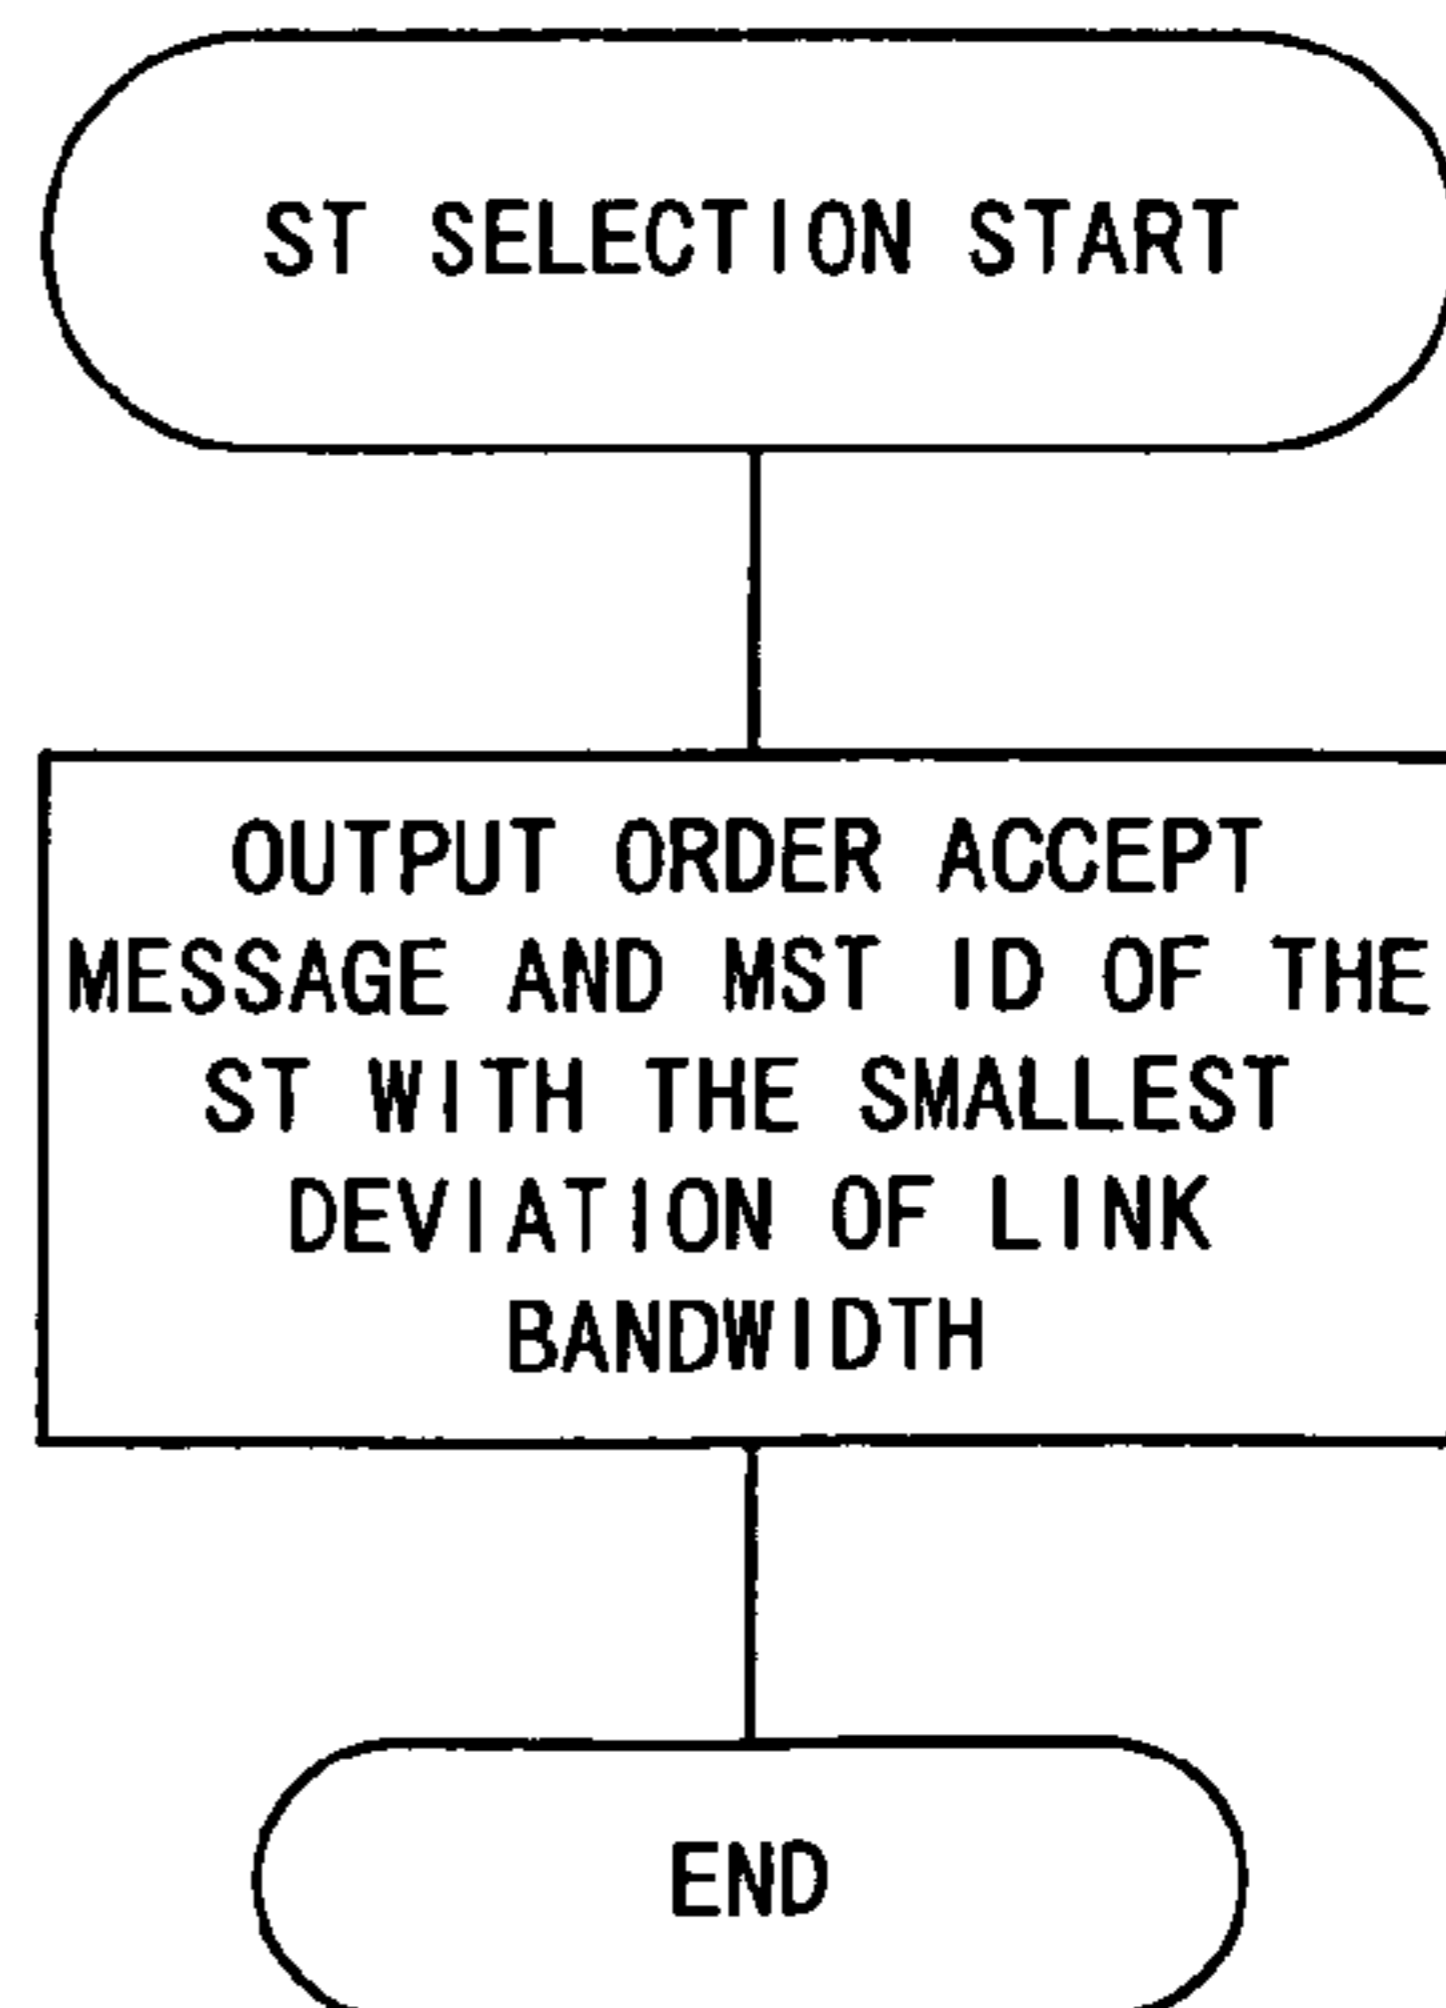 ST SELECTION START
OUTPUT ORDER ACCEPT
MESSAGE AND MST ID OF THE
ST WITH THE SMALLEST
DEVIATION OF LINK
BANDWIDTH
END